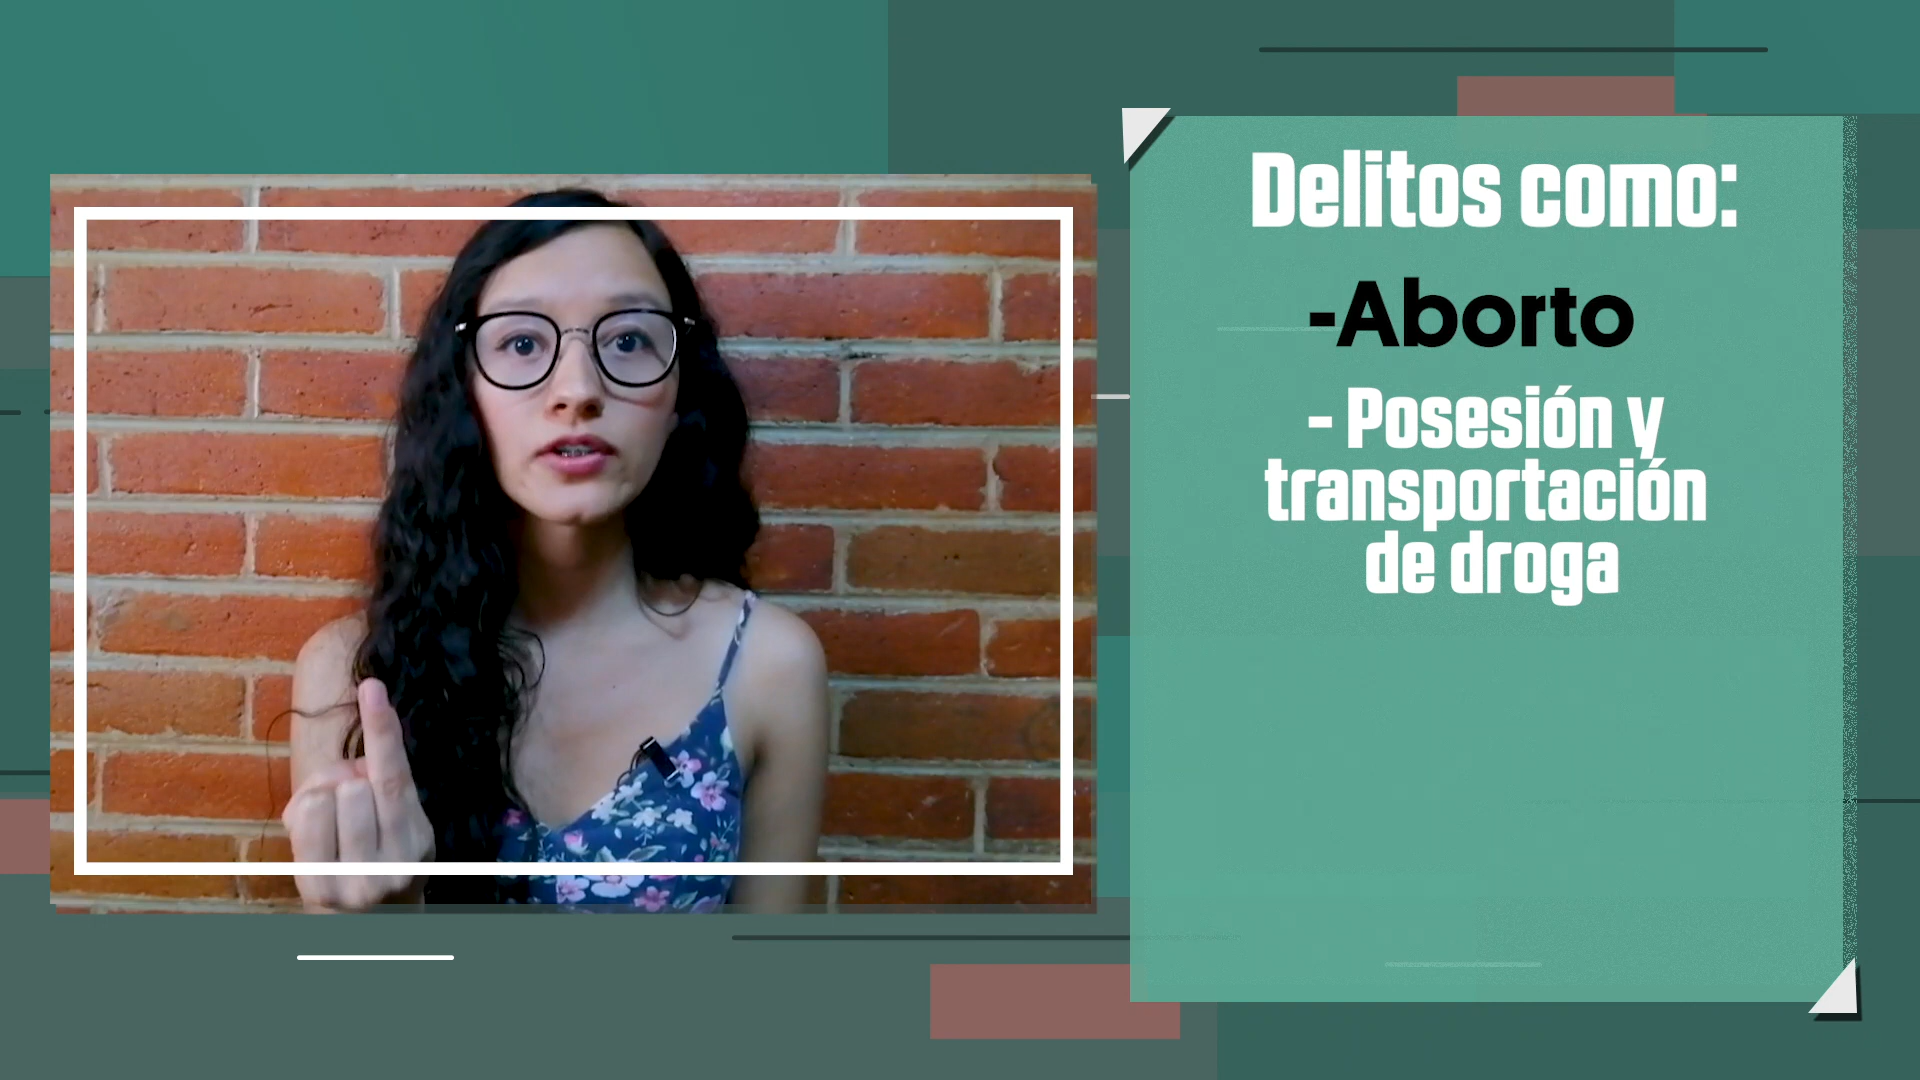 Delitos como:
-Aborto
- Posesión y
transportación
de droga